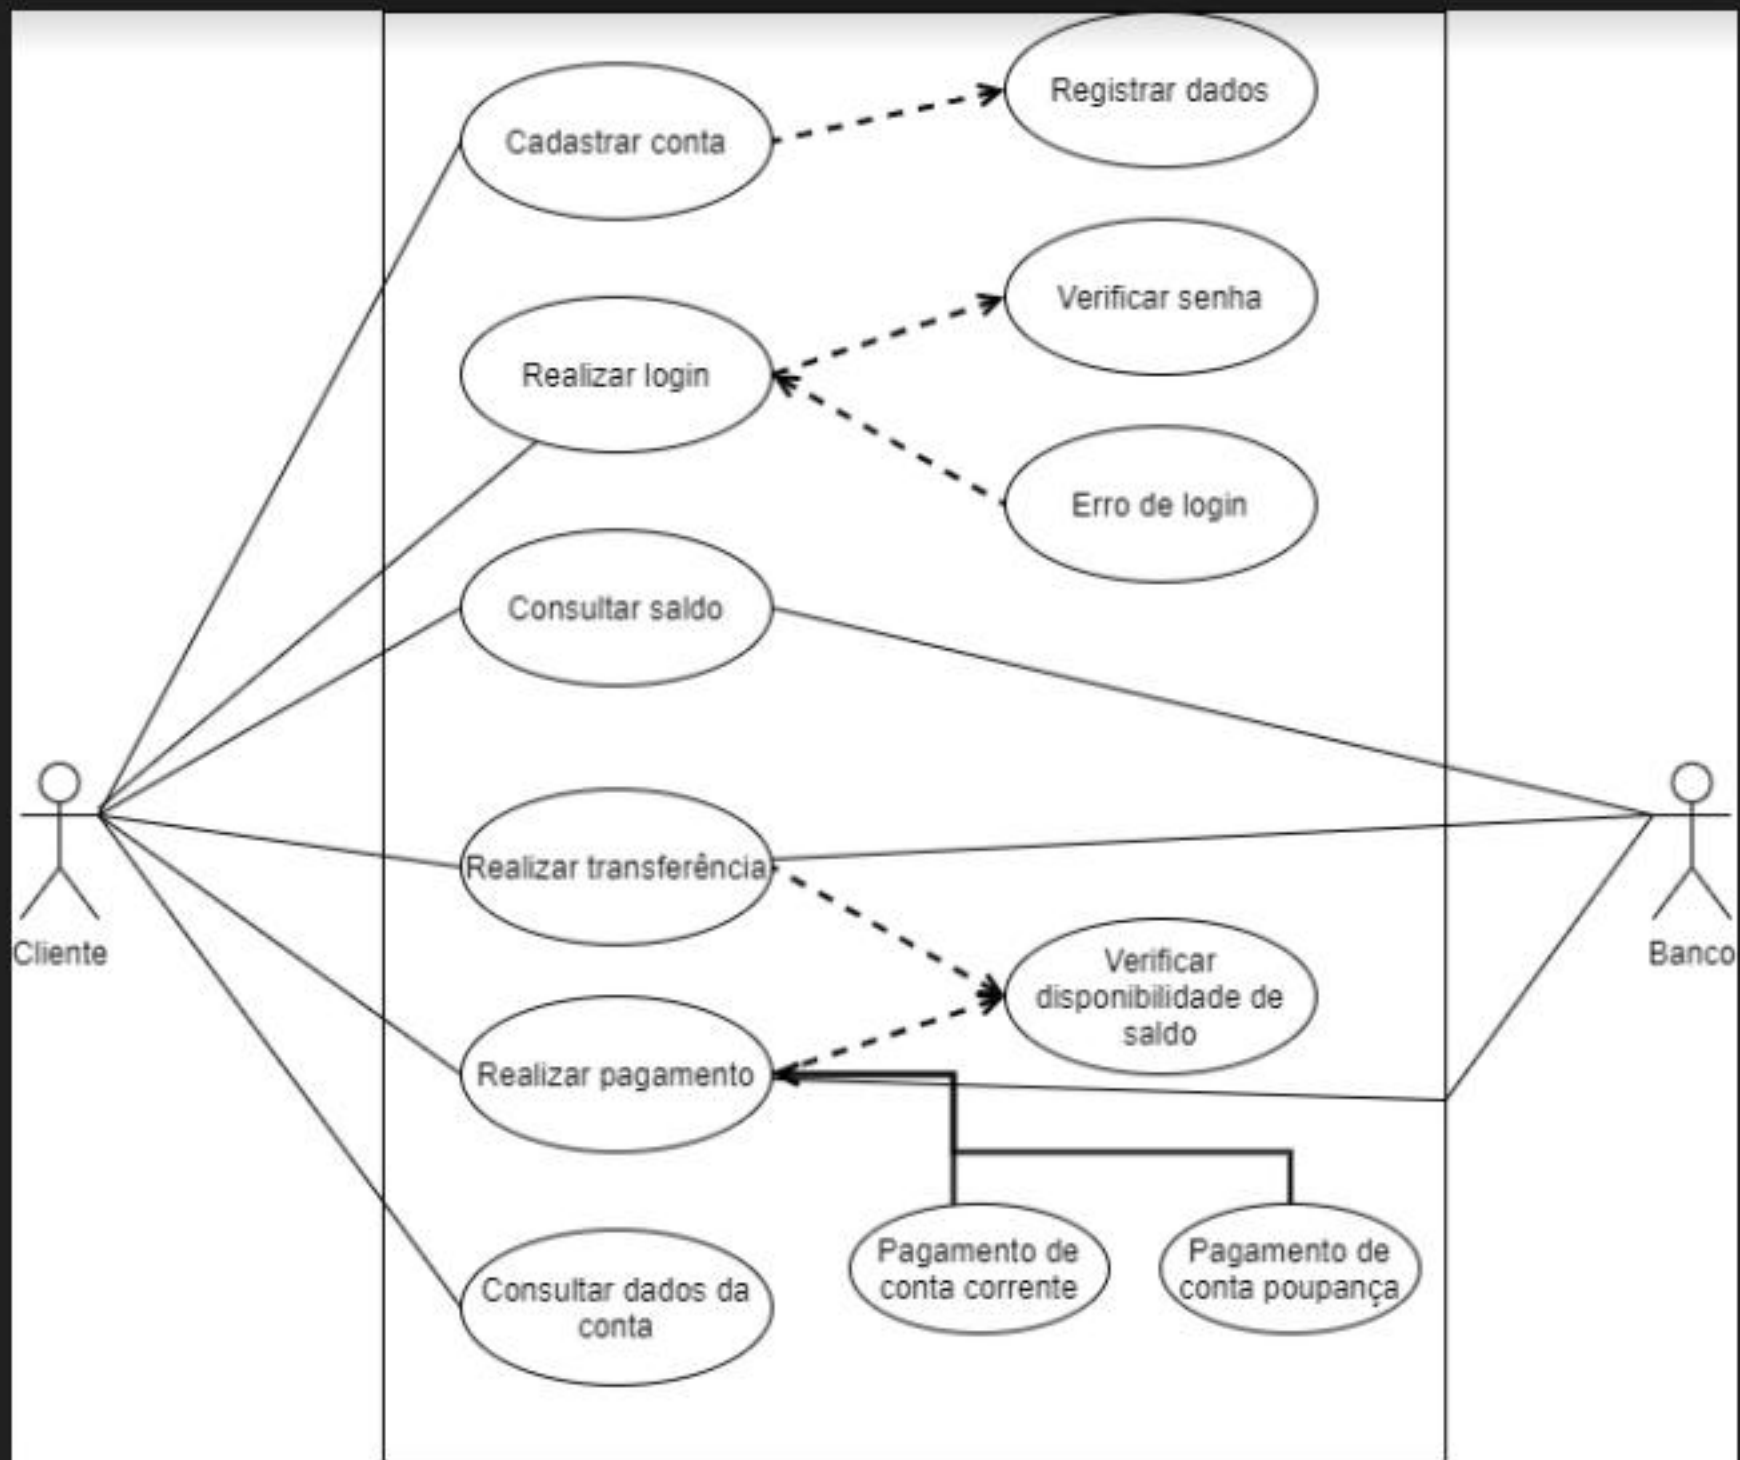 Registrar dados
Cadastrar conta
Verificar senha
Realizar login
Erro de login
Consultar saldo
Realizar transferência
Cliente
Banco
Verificar
disponibilidade de
saldo
Realizar pagamento
Pagamento de
conta corrente
Pagamento de
conta poupança
Consultar dados da
conta